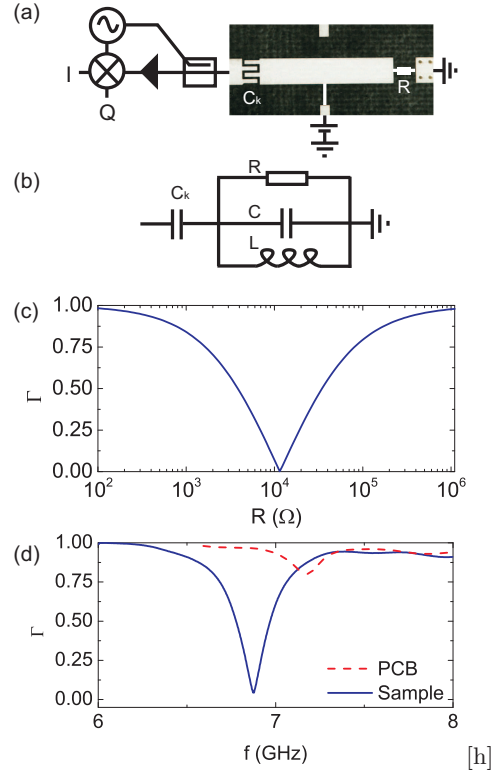 (a)
I
Q
C_k
R
(b)
C_k
R
C
L
(c)
1.00
0.75
0.50
0.25
0.00
Γ
10^2 10^3 10^4 10^5 10^6
R (Ω)
(d)
1.00
0.75
0.50
0.25
0.00
Γ
PCB
Sample
6 7 8
f (GHz)
[h]